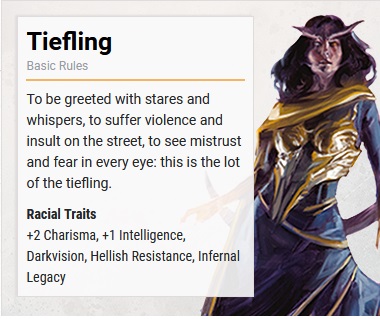 Tiefling
Basic Rules
To be greeted with stares and
whispers, to suffer violence and
insult on the street, to see mistrust
and fear in every eye: this is the lot
of the tiefling.
Racial Traits
+2 Charisma, +1 Intelligence,
Darkvision, Hellish Resistance, Infernal
Legacy